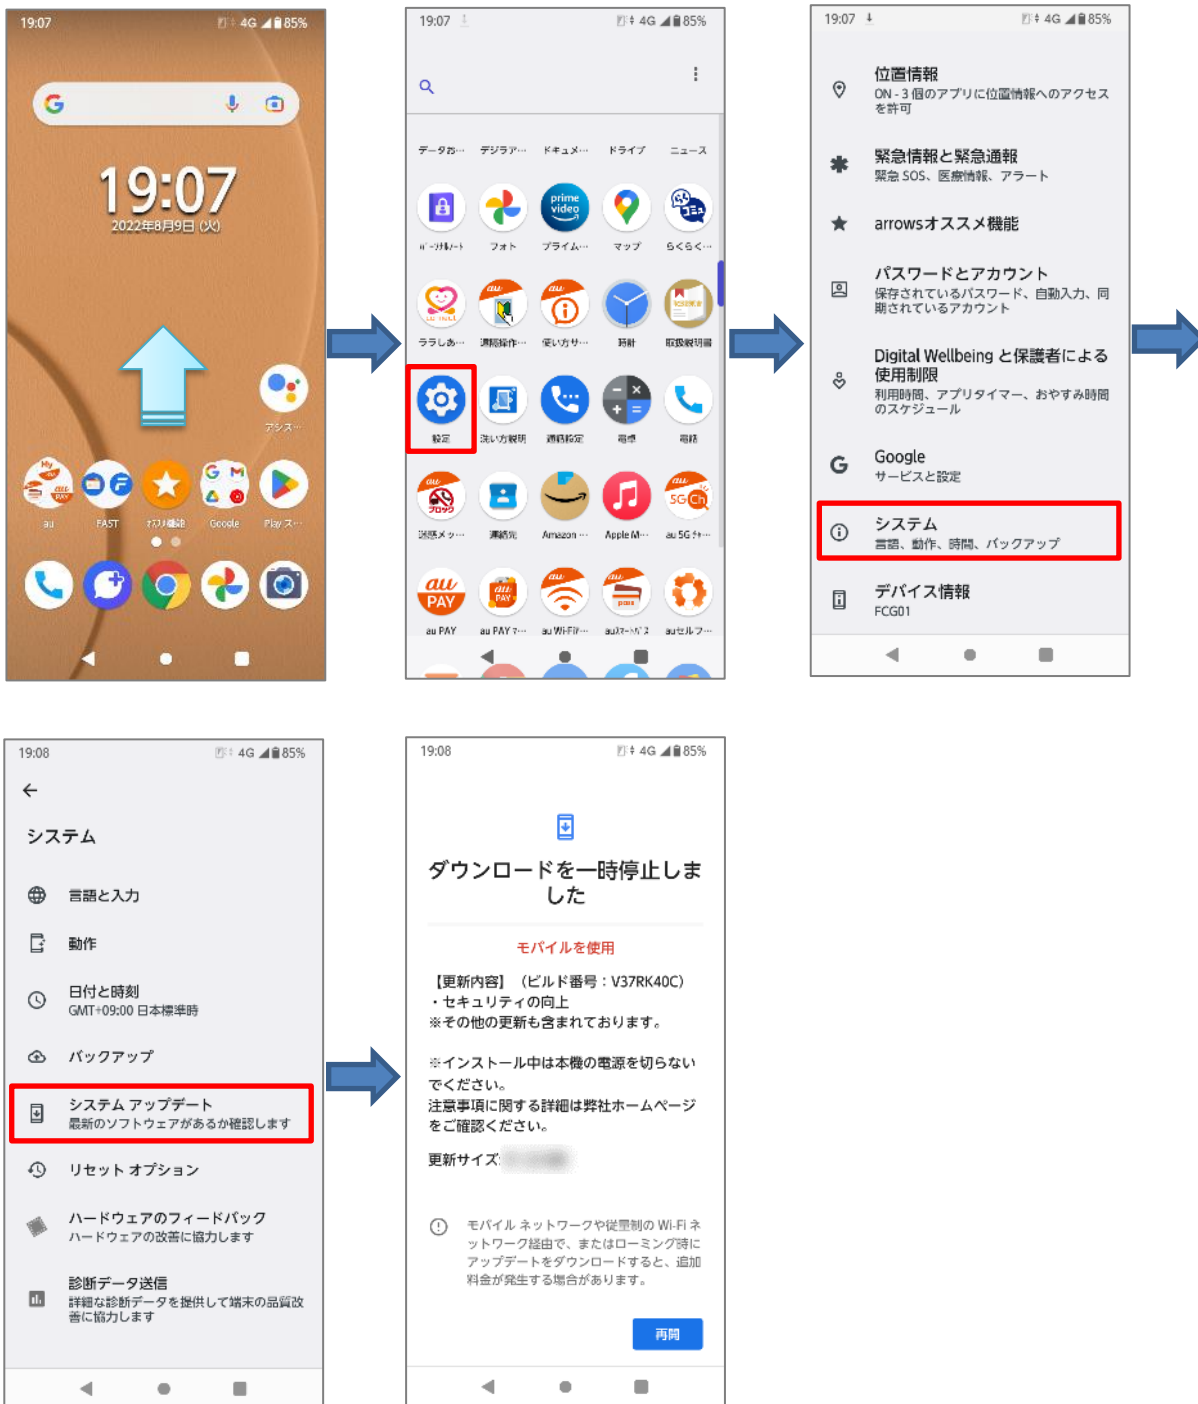 19:07
4G 85%
G
19:07
2022年8月9日 (火)
アシス…
au
FAST
Google
Play ス…
19:07
4G 85%
データお…
デジラア…
ドキュメ…
ドライブ
ニュース
prime video
フォト
プライム…
マップ
らくらく…
ララしあ…
遠隔操作…
使い方サ…
時計
取扱説明書
設定
洗い方説明
通話設定
電卓
電話
迷惑メッ…
連絡先
Amazon …
Apple M…
au 5G チャ…
au PAY
au PAY マ…
au Wi-Fiア…
auスマートパス
auセルフ…
19:07
4G 85%
位置情報
ON - 3 個のアプリに位置情報へのアクセス
を許可
緊急情報と緊急通報
緊急 SOS、医療情報、アラート
arrowsオススメ機能
パスワードとアカウント
保存されているパスワード、自動入力、同
期されているアカウント
Digital Wellbeing と保護者による
使用制限
利用時間、アプリタイマー、おやすみ時間
のスケジュール
Google
サービスと設定
システム
言語、動作、時間、バックアップ
デバイス情報
FCG01
19:08
4G 85%
システム
言語と入力
動作
日付と時刻
GMT+09:00 日本標準時
バックアップ
システム アップデート
最新のソフトウェアがあるか確認します
リセット オプション
ハードウェアのフィードバック
ハードウェアの改善に協力します
診断データ送信
詳細な診断データを提供して端末の品質改
善に協力します
19:08
4G 85%
ダウンロードを一時停止しま
した
モバイルを使用
【更新内容】（ビルド番号：V37RK40C）
・セキュリティの向上
※その他の更新も含まれております。
※インストール中は本機の電源を切らない
でください。
注意事項に関する詳細は弊社ホームページ
をご確認ください。
更新サイズ:
モバイル ネットワークや従量制の Wi-Fi ネ
ットワーク経由で、またはローミング時に
アップデートをダウンロードすると、追加
料金が発生する場合があります。
再開